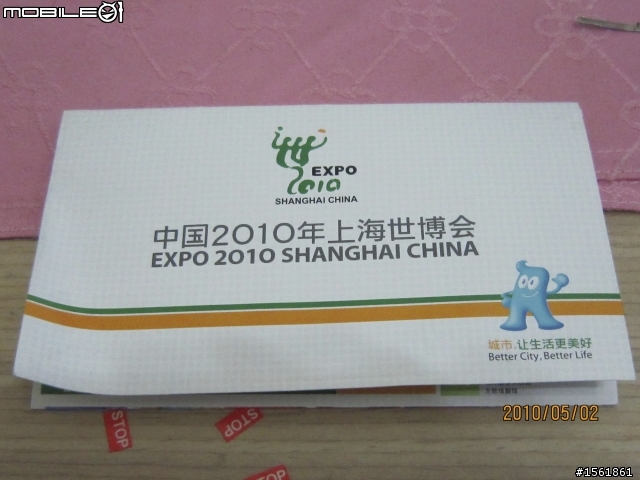 MOBILE01
EXPO
2010
SHANGHAI CHINA
中国2010年上海世博会
EXPO 2010 SHANGHAI CHINA
城市,让生活更美好
Better City, Better Life
2010/05/02
STOP
STOP
STOP
#1561861